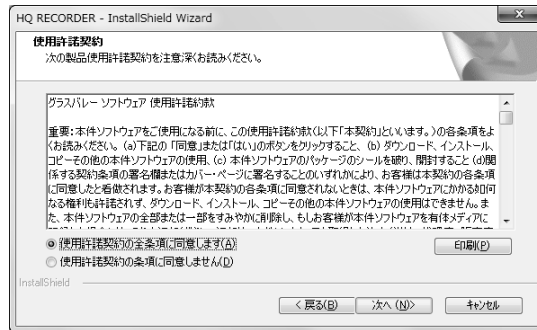 HQ RECORDER - InstallShield Wizard
使用許諾契約
次の製品使用許諾契約を注意深くお読みください。
グラスバレー ソフトウェア 使用許諾契約款
重要:本件ソフトウェアをご使用になる前に、この使用許諾契約款(以下「本契約」といいます。)の各条項をよ
くお読みください。(a)下記の「同意」または「はい」のボタンをクリックすること、(b) ダウンロード、インストール、
コピーその他の本件ソフトウェアの使用、(c) 本件ソフトウェアのパッケージのシールを破り、開封すること (d)関
係する契約条項の署名欄またはカバー・ページに署名することのいずれかにより、お客様は本契約の各条項
に同意したと看做されます。お客様が本契約の各条項に同意されないときは、本件ソフトウェアにかかる如何
なる権利も許諾されず、ダウンロード、インストール、コピーその他の本件ソフトウェアの使用はできません。ま
た、本件ソフトウェアの全部または一部をすみやかに削除し、もしお客様が本件ソフトウェアを有体メディアに
使用許諾契約の全条項に同意します(A)
印刷(P)
使用許諾契約の条項に同意しません(D)
InstallShield
< 戻る(B)
次へ (N)>
キャンセル